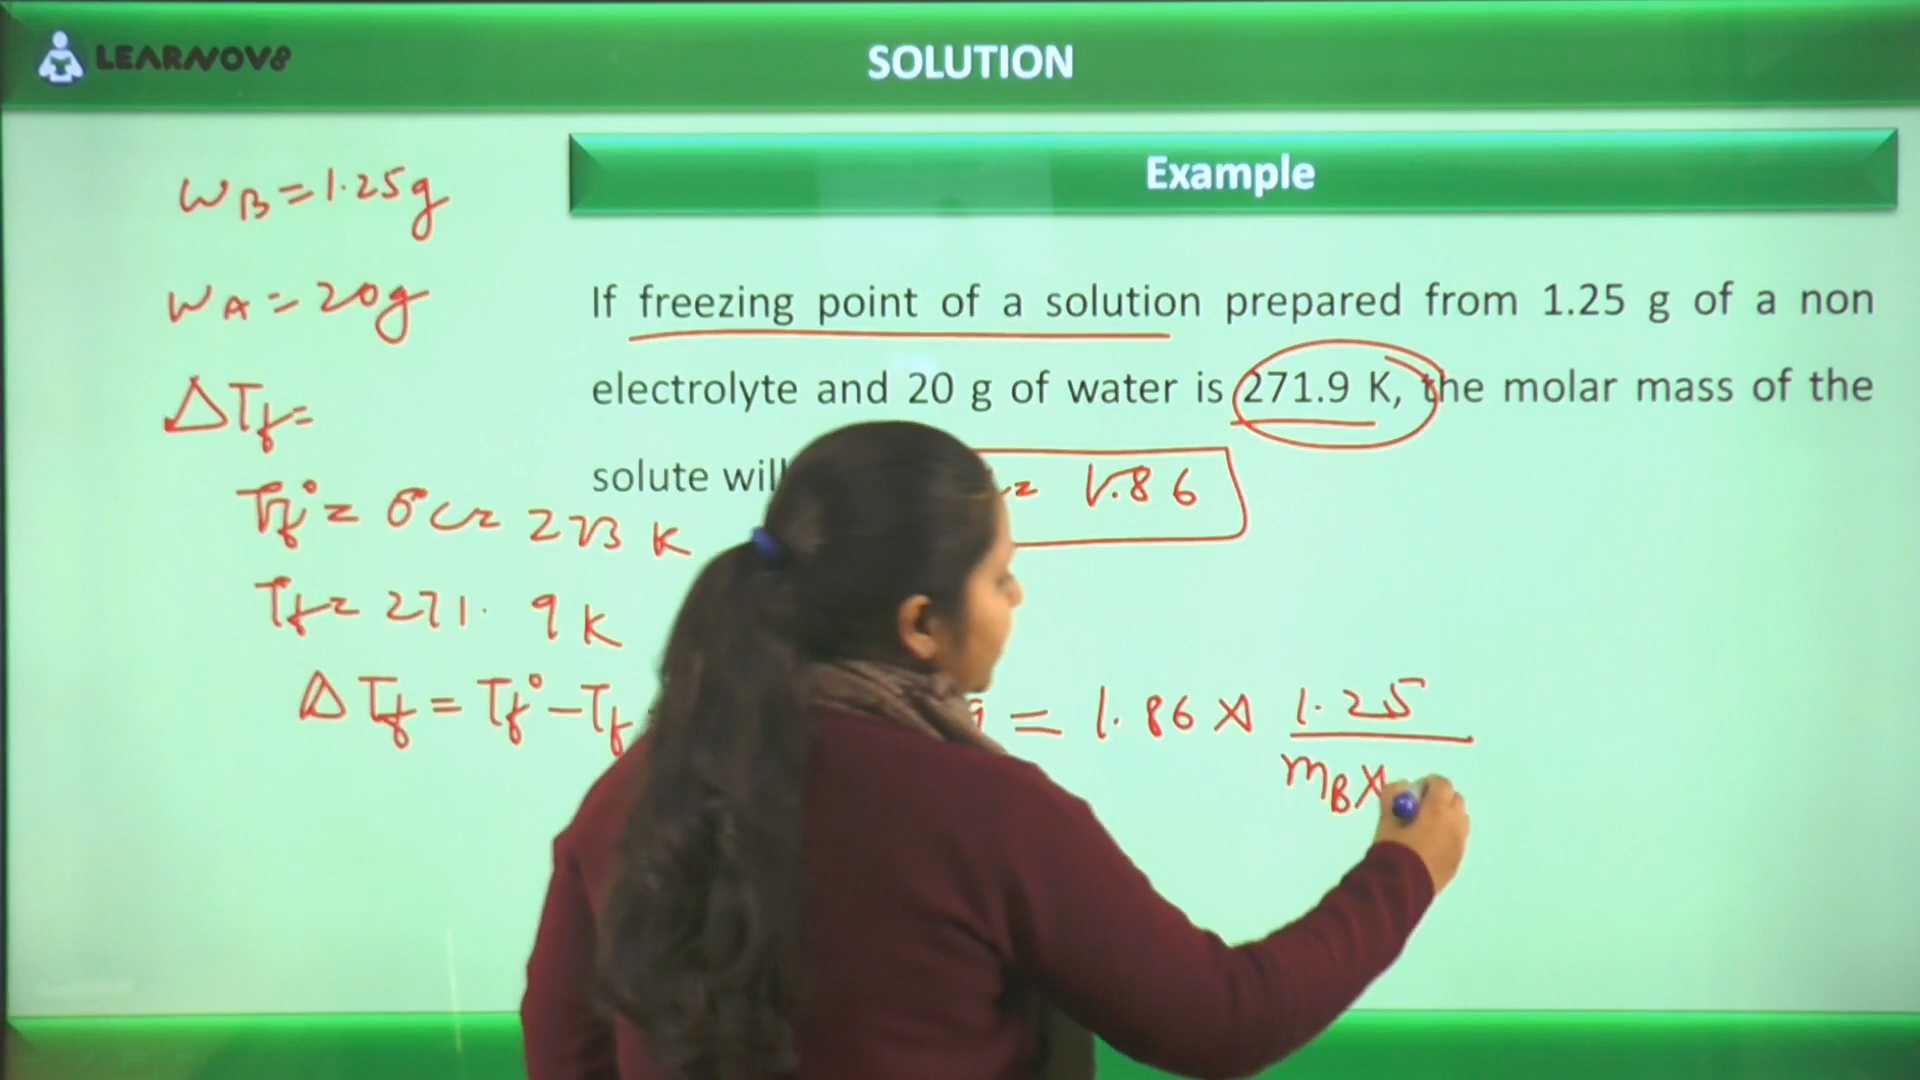 LEARNOV8
SOLUTION
Example
If freezing point of a solution prepared from 1.25 g of a non
electrolyte and 20 g of water is 271.9 K, the molar mass of the
solute will
= 1.86
WB = 1.25g
WA = 20g
ΔTf =
Tf° = 0°C = 273 K
Tf = 271.9 K
ΔTf = Tf° - Tf
= 1.86 × 1.25
mB ×